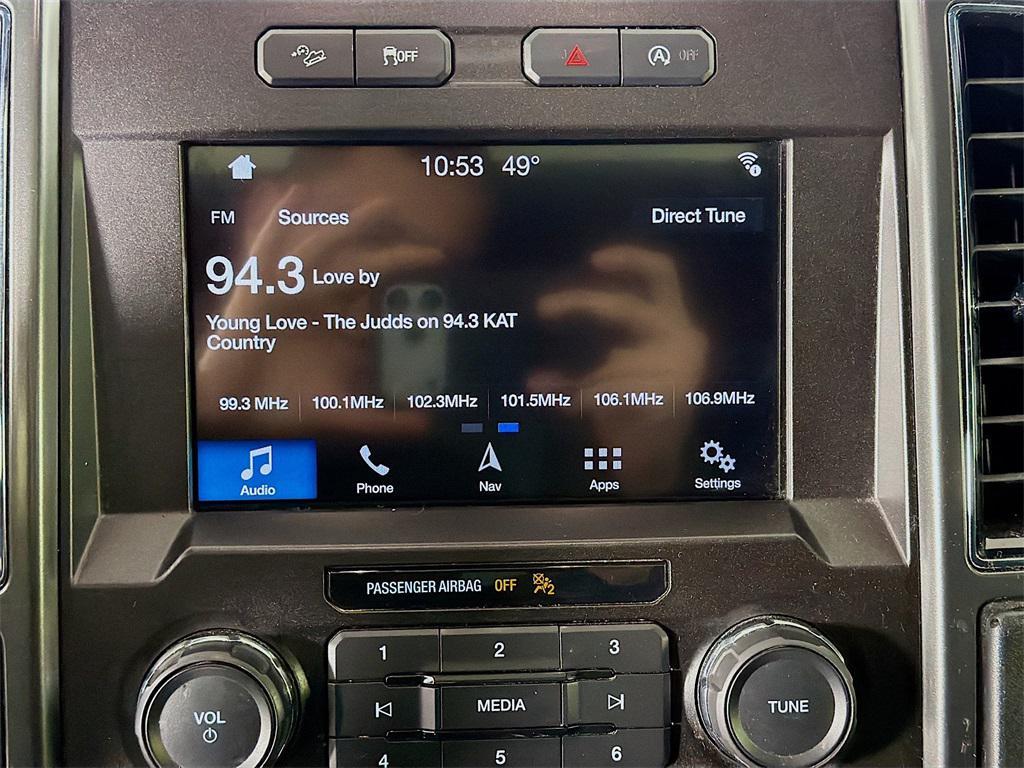 OFF
A OFF
10:53 49°
FM Sources Direct Tune
94.3 Love by
Young Love - The Judds on 94.3 KAT
Country
99.3 MHz 100.1MHz 102.3MHz 101.5MHz 106.1MHz 106.9MHz
Audio Phone Nav Apps Settings
PASSENGER AIRBAG OFF 2
1 2 3
VOL MEDIA TUNE
4 5 6